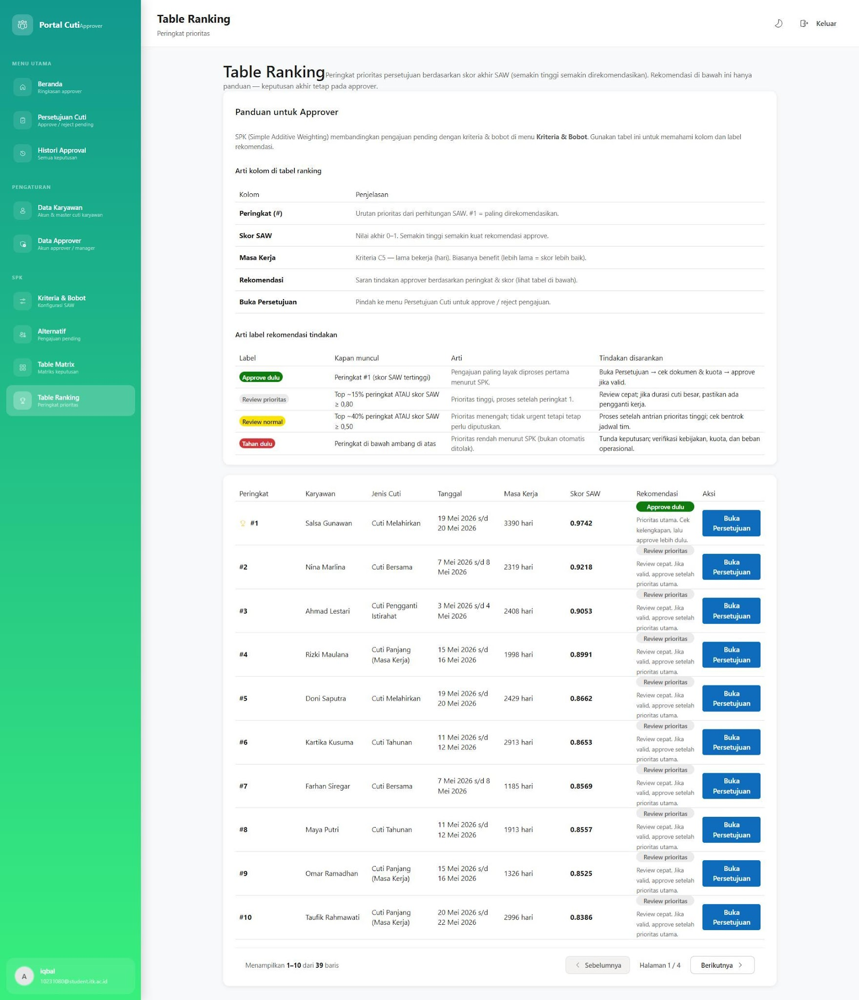 Portal CutiApprover
MENU UTAMA
Beranda
Ringkasan approver
Persetujuan Cuti
Approve / reject pending
Histori Approval
Semua keputusan
PENGATURAN
Data Karyawan
Akun & master cuti karyawan
Data Approver
Akun approver / manager
SPK
Kriteria & Bobot
Konfigurasi SAW
Alternatif
Pengajuan pending
Table Matrix
Matriks keputusan
Table Ranking
Peringkat prioritas
A
iqbal
10231080@student.itk.ac.id
Table Ranking
Peringkat prioritas
Keluar
Table Ranking Peringkat prioritas persetujuan berdasarkan skor akhir SAW (semakin tinggi semakin direkomendasikan). Rekomendasi di bawah ini hanya
panduan — keputusan akhir tetap pada approver.
Panduan untuk Approver
SPK (Simple Additive Weighting) membandingkan pengajuan pending dengan kriteria & bobot di menu Kriteria & Bobot. Gunakan tabel ini untuk memahami kolom dan label
rekomendasi.
Arti kolom di tabel ranking
Kolom Penjelasan
Peringkat (#) Urutan prioritas dari perhitungan SAW. #1 = paling direkomendasikan.
Skor SAW Nilai akhir 0–1. Semakin tinggi semakin kuat rekomendasi approve.
Masa Kerja Kriteria C5 — lama bekerja (hari). Biasanya benefit (lebih lama = skor lebih baik).
Rekomendasi Saran tindakan approver berdasarkan peringkat & skor (lihat tabel di bawah).
Buka Persetujuan Pindah ke menu Persetujuan Cuti untuk approve / reject pengajuan.
Arti label rekomendasi tindakan
Label Kapan muncul Arti Tindakan disarankan
Approve dulu
Peringkat #1 (skor SAW tertinggi)
Pengajuan paling layak diproses pertama
menurut SPK.
Buka Persetujuan → cek dokumen & kuota → approve
jika valid.
Review prioritas
Top ~15% peringkat ATAU skor SAW
≥ 0,80
Prioritas tinggi, proses setelah peringkat 1.
Review cepat; jika durasi cuti besar, pastikan ada
pengganti kerja.
Review normal
Top ~40% peringkat ATAU skor SAW
≥ 0,50
Prioritas menengah; tidak urgent tetapi tetap
perlu diputuskan.
Proses setelah antrian prioritas tinggi; cek bentrok
jadwal tim.
Tahan dulu
Peringkat di bawah ambang di atas
Prioritas rendah menurut SPK (bukan otomatis
ditolak).
Tunda keputusan; verifikasi kebijakan, kuota, dan beban
operasional.
Peringkat Karyawan Jenis Cuti Tanggal Masa Kerja Skor SAW Rekomendasi Aksi
#1
Salsa Gunawan
Cuti Melahirkan
19 Mei 2026 s/d
20 Mei 2026
3390 hari
0.9742
Approve dulu
Prioritas utama. Cek
kelengkapan, lalu
approve lebih dulu.
Buka
Persetujuan
#2
Nina Marlina
Cuti Bersama
7 Mei 2026 s/d 8
Mei 2026
2319 hari
0.9218
Review prioritas
Review cepat. Jika
valid, approve setelah
prioritas utama.
Buka
Persetujuan
#3
Ahmad Lestari
Cuti Pengganti
Istirahat
3 Mei 2026 s/d 4
Mei 2026
2408 hari
0.9053
Review prioritas
Review cepat. Jika
valid, approve setelah
prioritas utama.
Buka
Persetujuan
#4
Rizki Maulana
Cuti Panjang
(Masa Kerja)
15 Mei 2026 s/d
16 Mei 2026
1998 hari
0.8991
Review prioritas
Review cepat. Jika
valid, approve setelah
prioritas utama.
Buka
Persetujuan
#5
Doni Saputra
Cuti Melahirkan
19 Mei 2026 s/d
20 Mei 2026
2429 hari
0.8662
Review prioritas
Review cepat. Jika
valid, approve setelah
prioritas utama.
Buka
Persetujuan
#6
Kartika Kusuma
Cuti Tahunan
11 Mei 2026 s/d
12 Mei 2026
2913 hari
0.8653
Review prioritas
Review cepat. Jika
valid, approve setelah
prioritas utama.
Buka
Persetujuan
#7
Farhan Siregar
Cuti Bersama
7 Mei 2026 s/d 8
Mei 2026
1185 hari
0.8569
Review prioritas
Review cepat. Jika
valid, approve setelah
prioritas utama.
Buka
Persetujuan
#8
Maya Putri
Cuti Tahunan
11 Mei 2026 s/d
12 Mei 2026
1913 hari
0.8557
Review prioritas
Review cepat. Jika
valid, approve setelah
prioritas utama.
Buka
Persetujuan
#9
Omar Ramadhan
Cuti Panjang
(Masa Kerja)
15 Mei 2026 s/d
16 Mei 2026
1326 hari
0.8525
Review prioritas
Review cepat. Jika
valid, approve setelah
prioritas utama.
Buka
Persetujuan
#10
Taufik Rahmawati
Cuti Panjang
(Masa Kerja)
20 Mei 2026 s/d
22 Mei 2026
2996 hari
0.8386
Review prioritas
Review cepat. Jika
valid, approve setelah
prioritas utama.
Buka
Persetujuan
Menampilkan 1–10 dari 39 baris
Sebelumnya
Halaman 1 / 4
Berikutnya